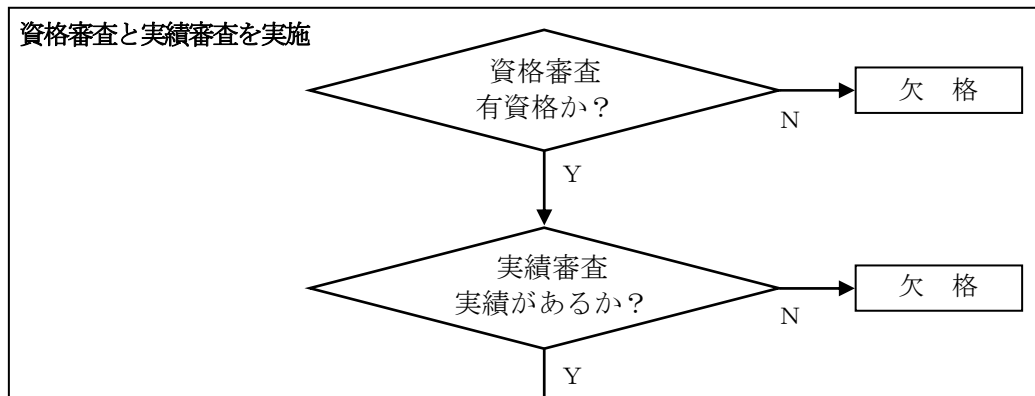 資格審査と実績審査を実施
資格審査
有資格か？
欠　格
Ｎ
Ｙ
実績審査
実績があるか？
欠　格
Ｎ
Ｙ